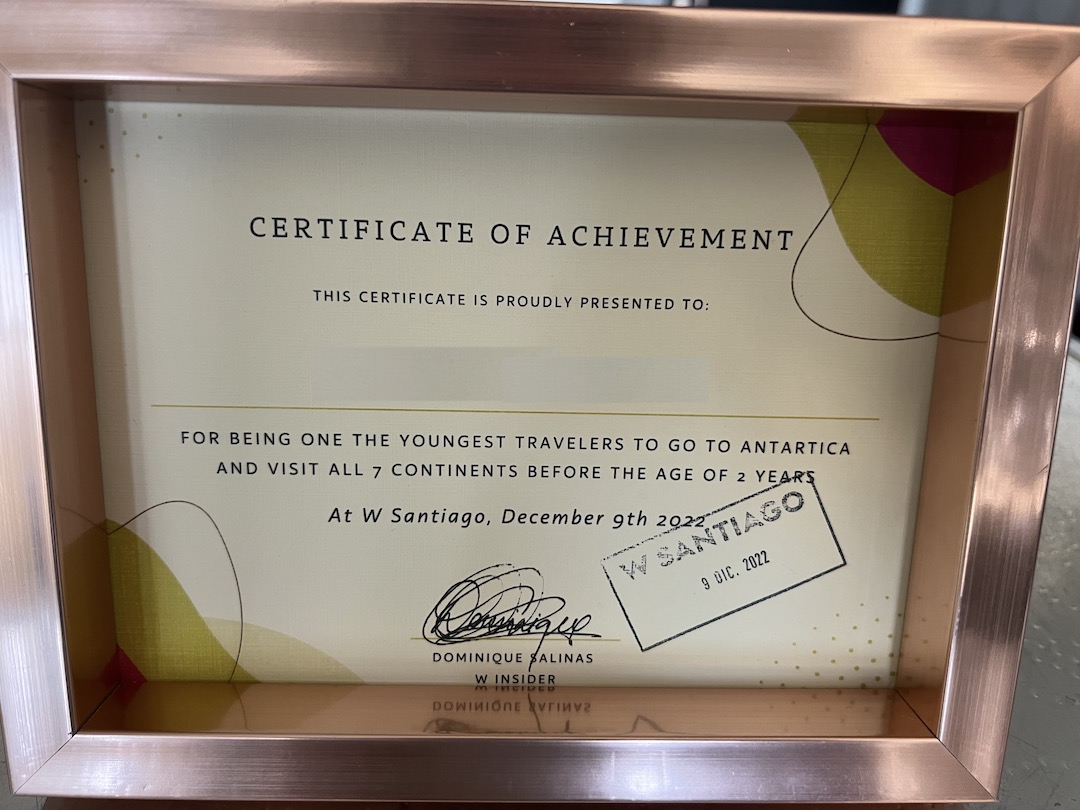 CERTIFICATE OF ACHIEVEMENT
THIS CERTIFICATE IS PROUDLY PRESENTED TO:
FOR BEING ONE THE YOUNGEST TRAVELERS TO GO TO ANTARTICA
AND VISIT ALL 7 CONTINENTS BEFORE THE AGE OF 2 YEARS
At W Santiago, December 9th 2022
W SANTIAGO
9 DIC. 2022
Dominique
DOMINIQUE SALINAS
W INSIDER